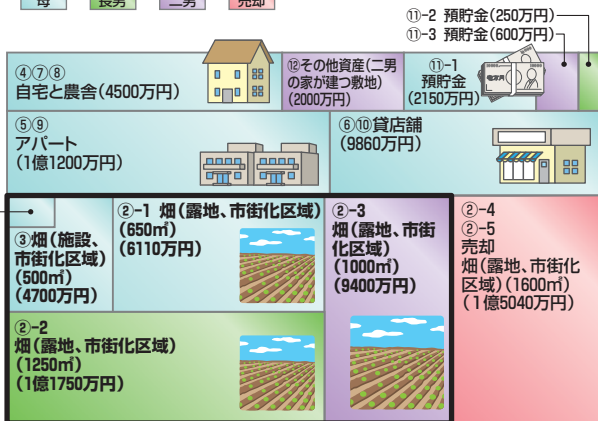 母
長男
二男
売却
⑪-2 預貯金(250万円)
⑪-3 預貯金(600万円)
④⑦⑧
自宅と農舎(4500万円)
⑫その他資産(二男
の家が建つ敷地)
(2000万円)
⑪-1
預貯金
(2150万円)
⑤⑨
アパート
(1億1200万円)
⑥⑩貸店舗
(9860万円)
③畑(施設、
市街化区域)
(500㎡)
(4700万円)
②-1 畑(露地、市街化区域)
(650㎡)
(6110万円)
②-3
畑(露地、市街
化区域)
(1000㎡)
(9400万円)
②-4
②-5
売却
畑(露地、市街化
区域)(1600㎡)
(1億5040万円)
②-2
畑(露地、市街化区域)
(1250㎡)
(1億1750万円)